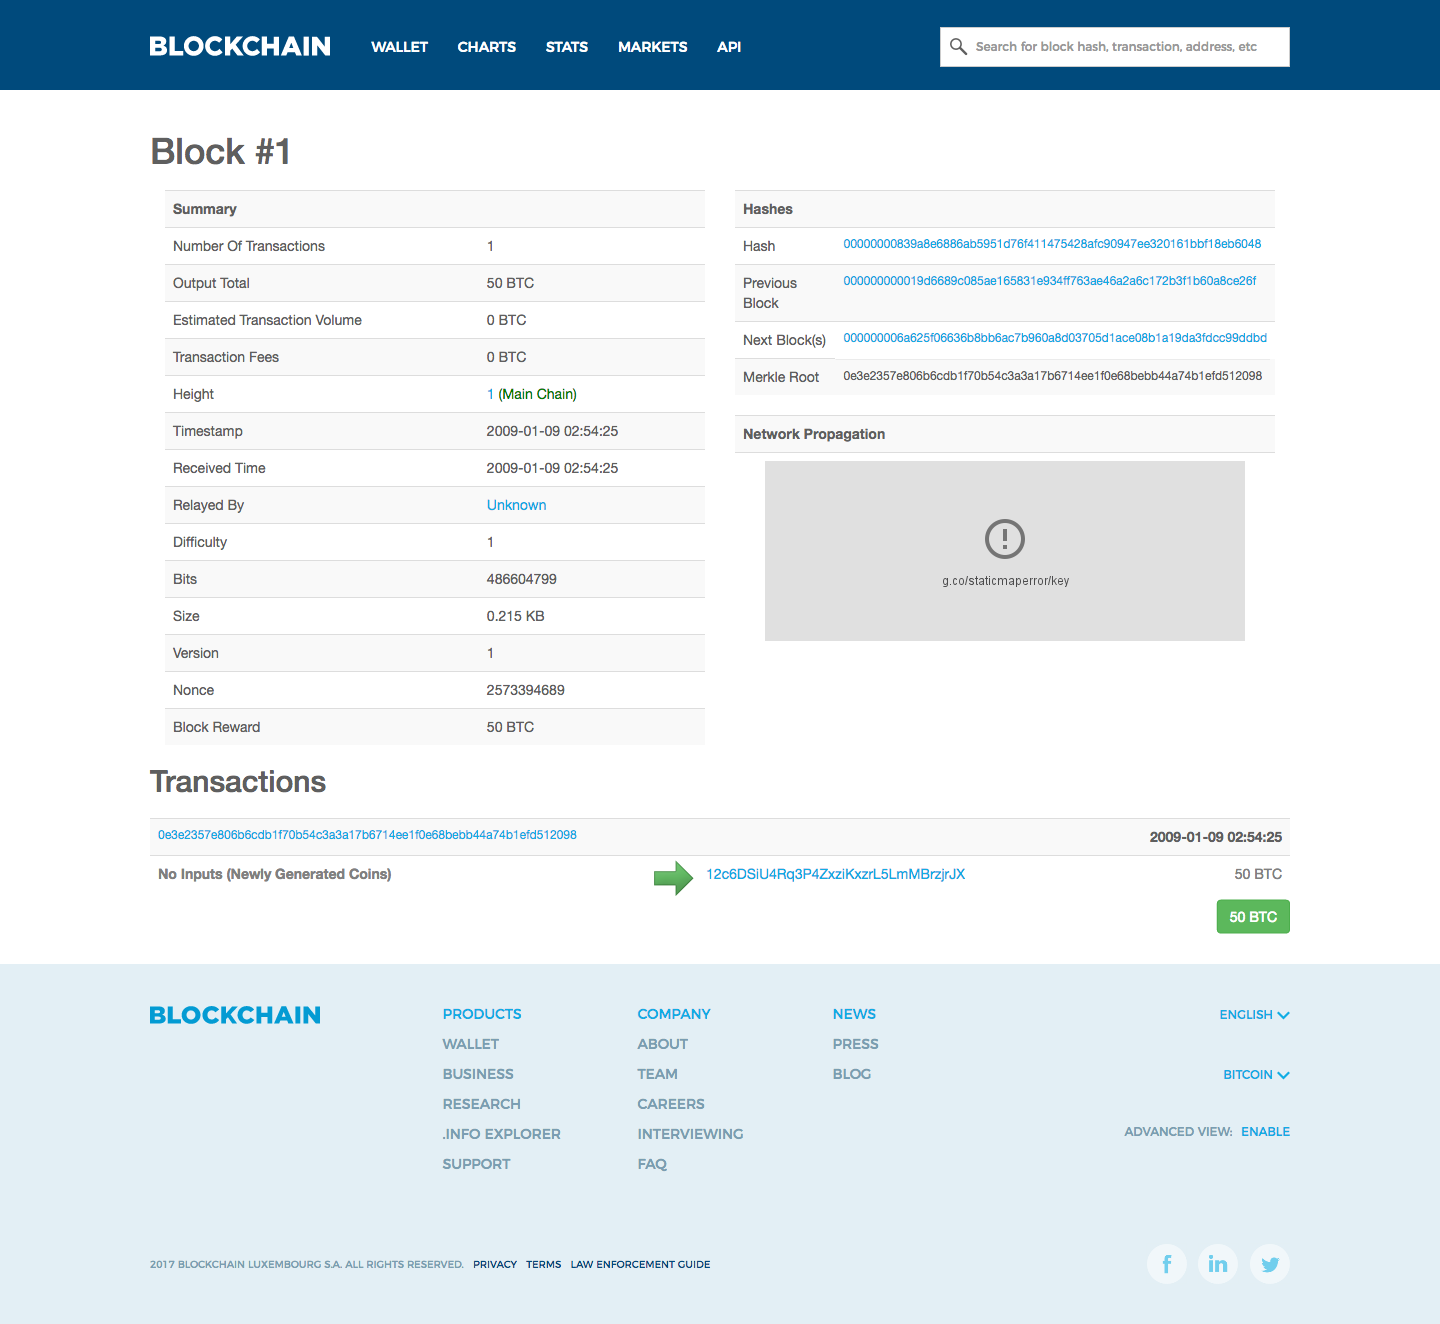 BLOCKCHAIN WALLET CHARTS STATS MARKETS API Search for block hash, transaction, address, etc
Block #1
Summary
Number Of Transactions 1
Output Total 50 BTC
Estimated Transaction Volume 0 BTC
Transaction Fees 0 BTC
Height 1 (Main Chain)
Timestamp 2009-01-09 02:54:25
Received Time 2009-01-09 02:54:25
Relayed By Unknown
Difficulty 1
Bits 486604799
Size 0.215 KB
Version 1
Nonce 2573394689
Block Reward 50 BTC
Hashes
Hash 00000000839a8e6886ab5951d76f411475428afc90947ee320161bbf18eb6048
Previous 000000000019d6689c085ae165831e934ff763ae46a2a6c172b3f1b60a8ce26f
Block
Next Block(s) 000000006a625f06636b8bb6ac7b960a8d03705d1ace08b1a19da3fdcc99ddbd
Merkle Root 0e3e2357e806b6cdb1f70b54c3a3a17b6714ee1f0e68bebb44a74b1efd512098
Network Propagation
g.co/staticmaperror/key
Transactions
0e3e2357e806b6cdb1f70b54c3a3a17b6714ee1f0e68bebb44a74b1efd512098 2009-01-09 02:54:25
No Inputs (Newly Generated Coins) 12c6DSiU4Rq3P4ZxziKxzrL5LmMBrzjrJX 50 BTC
50 BTC
BLOCKCHAIN
PRODUCTS
WALLET
BUSINESS
RESEARCH
.INFO EXPLORER
SUPPORT
COMPANY
ABOUT
TEAM
CAREERS
INTERVIEWING
FAQ
NEWS
PRESS
BLOG
ENGLISH
BITCOIN
ADVANCED VIEW: ENABLE
2017 BLOCKCHAIN LUXEMBOURG S.A. ALL RIGHTS RESERVED. PRIVACY TERMS LAW ENFORCEMENT GUIDE